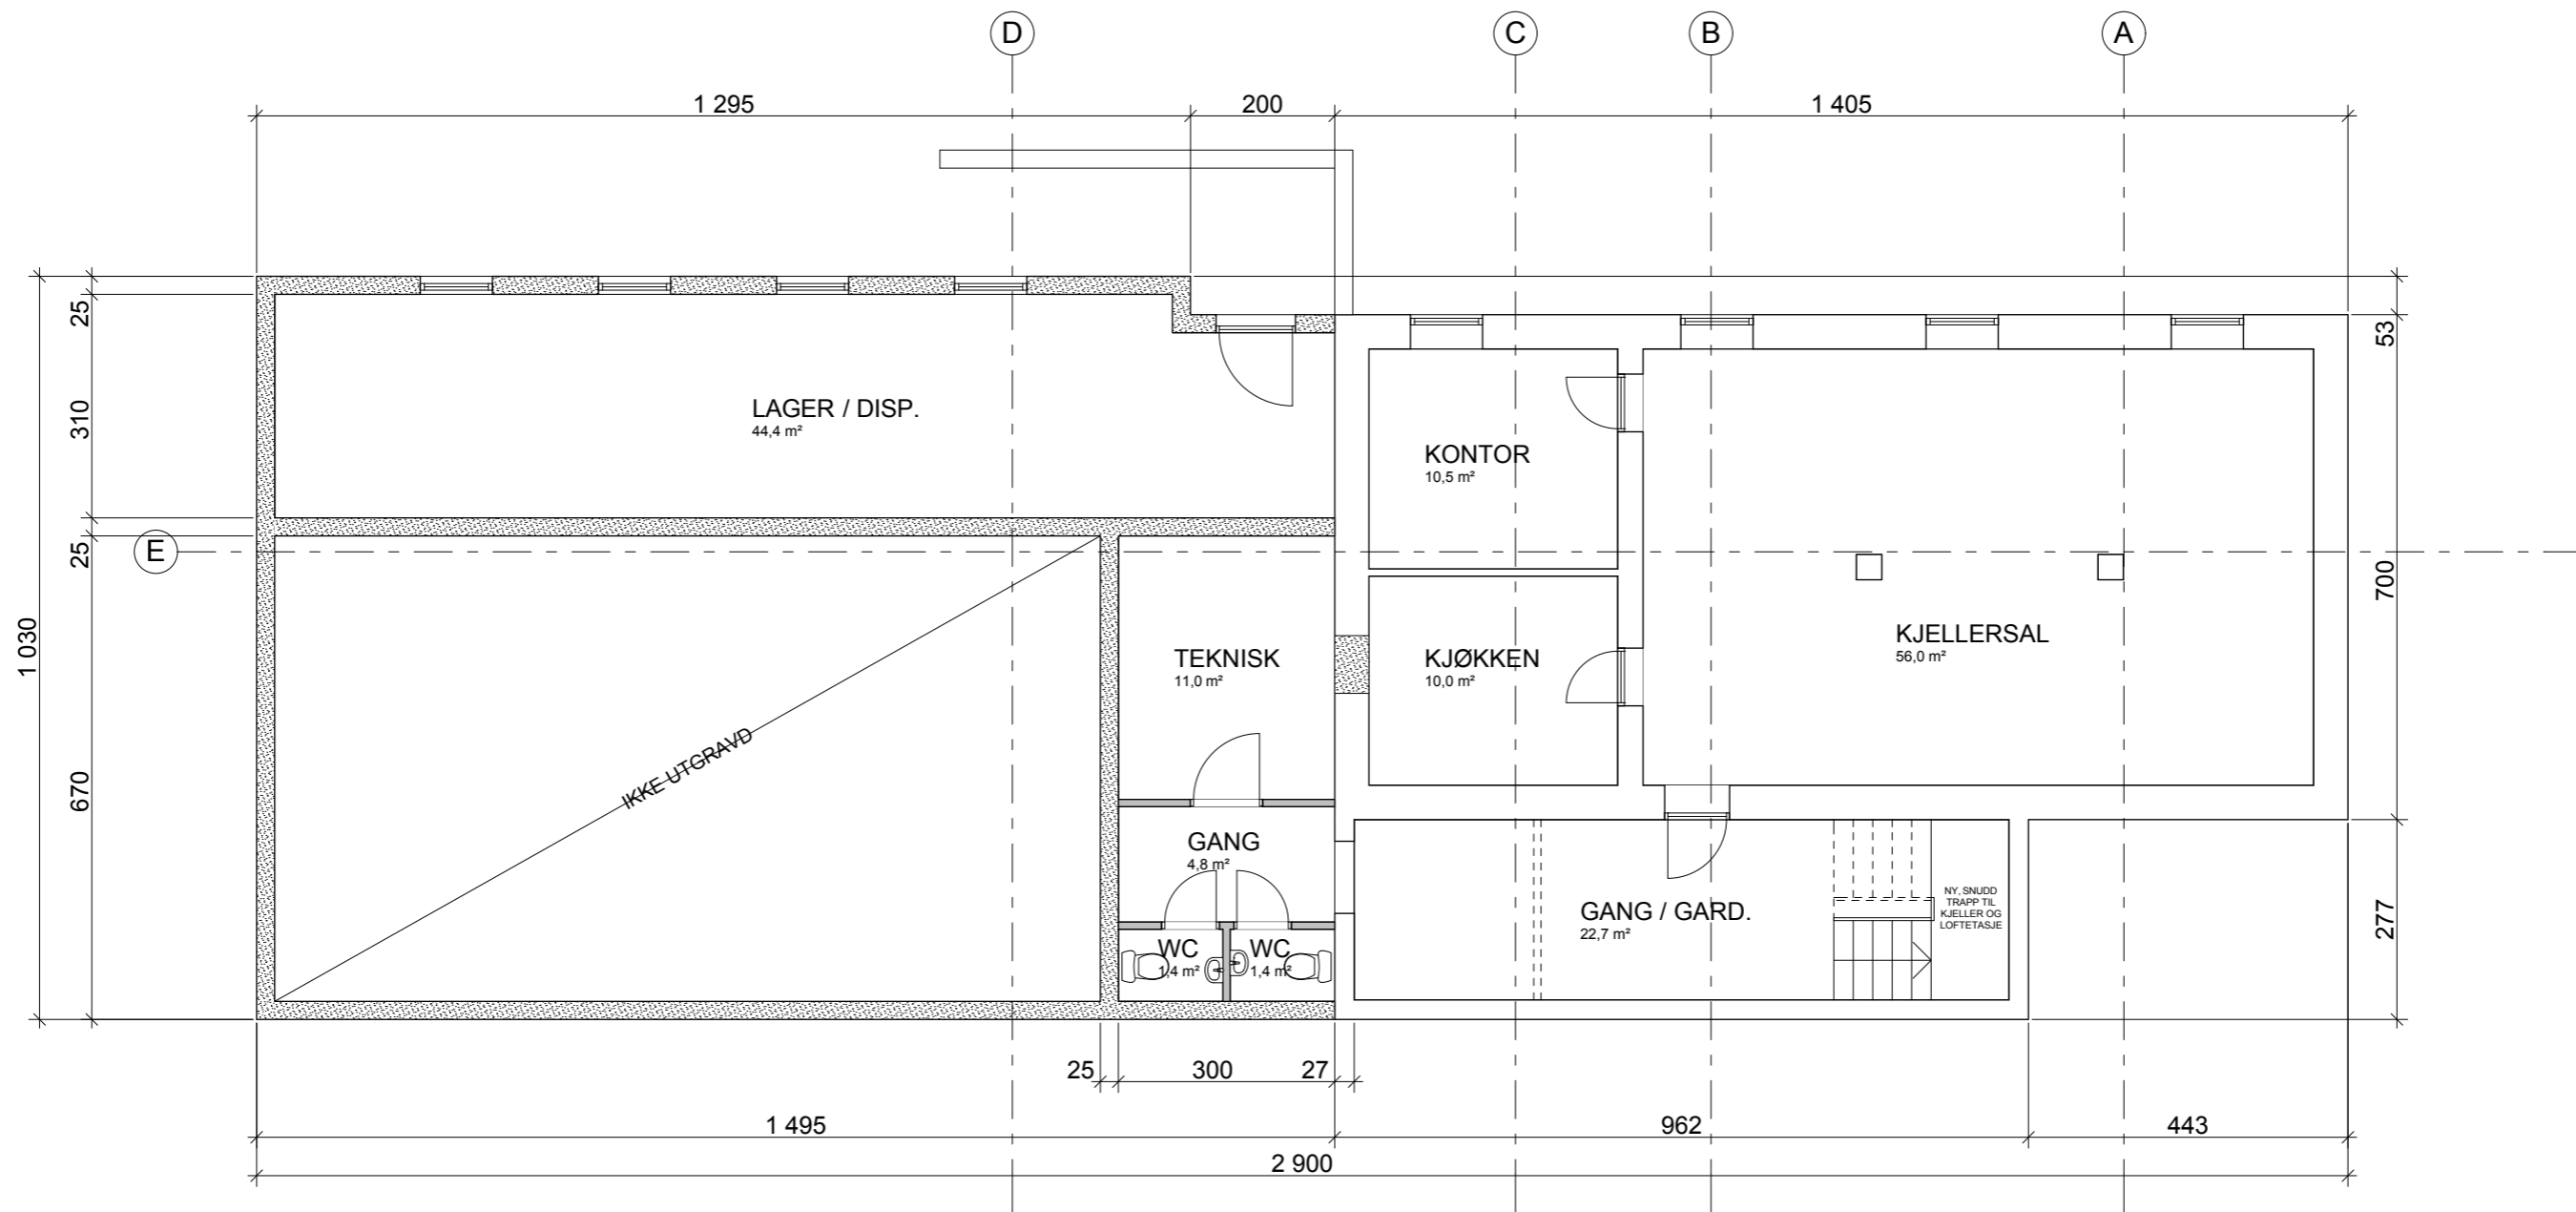 D
C
B
A
1 295
200
1 405
25
53
310
LAGER / DISP.
44,4 m²
KONTOR
10,5 m²
E
25
700
1 030
KJELLERSAL
56,0 m²
TEKNISK
11,0 m²
KJØKKEN
10,0 m²
IKKE UTGRAVD
670
GANG
4,8 m²
GANG / GARD.
22,7 m²
NY, SNUDD
TRAPP TIL
KJELLER OG
LOFTETASJE
277
WC
1,4 m²
WC
1,4 m²
25
300
27
1 495
962
443
2 900